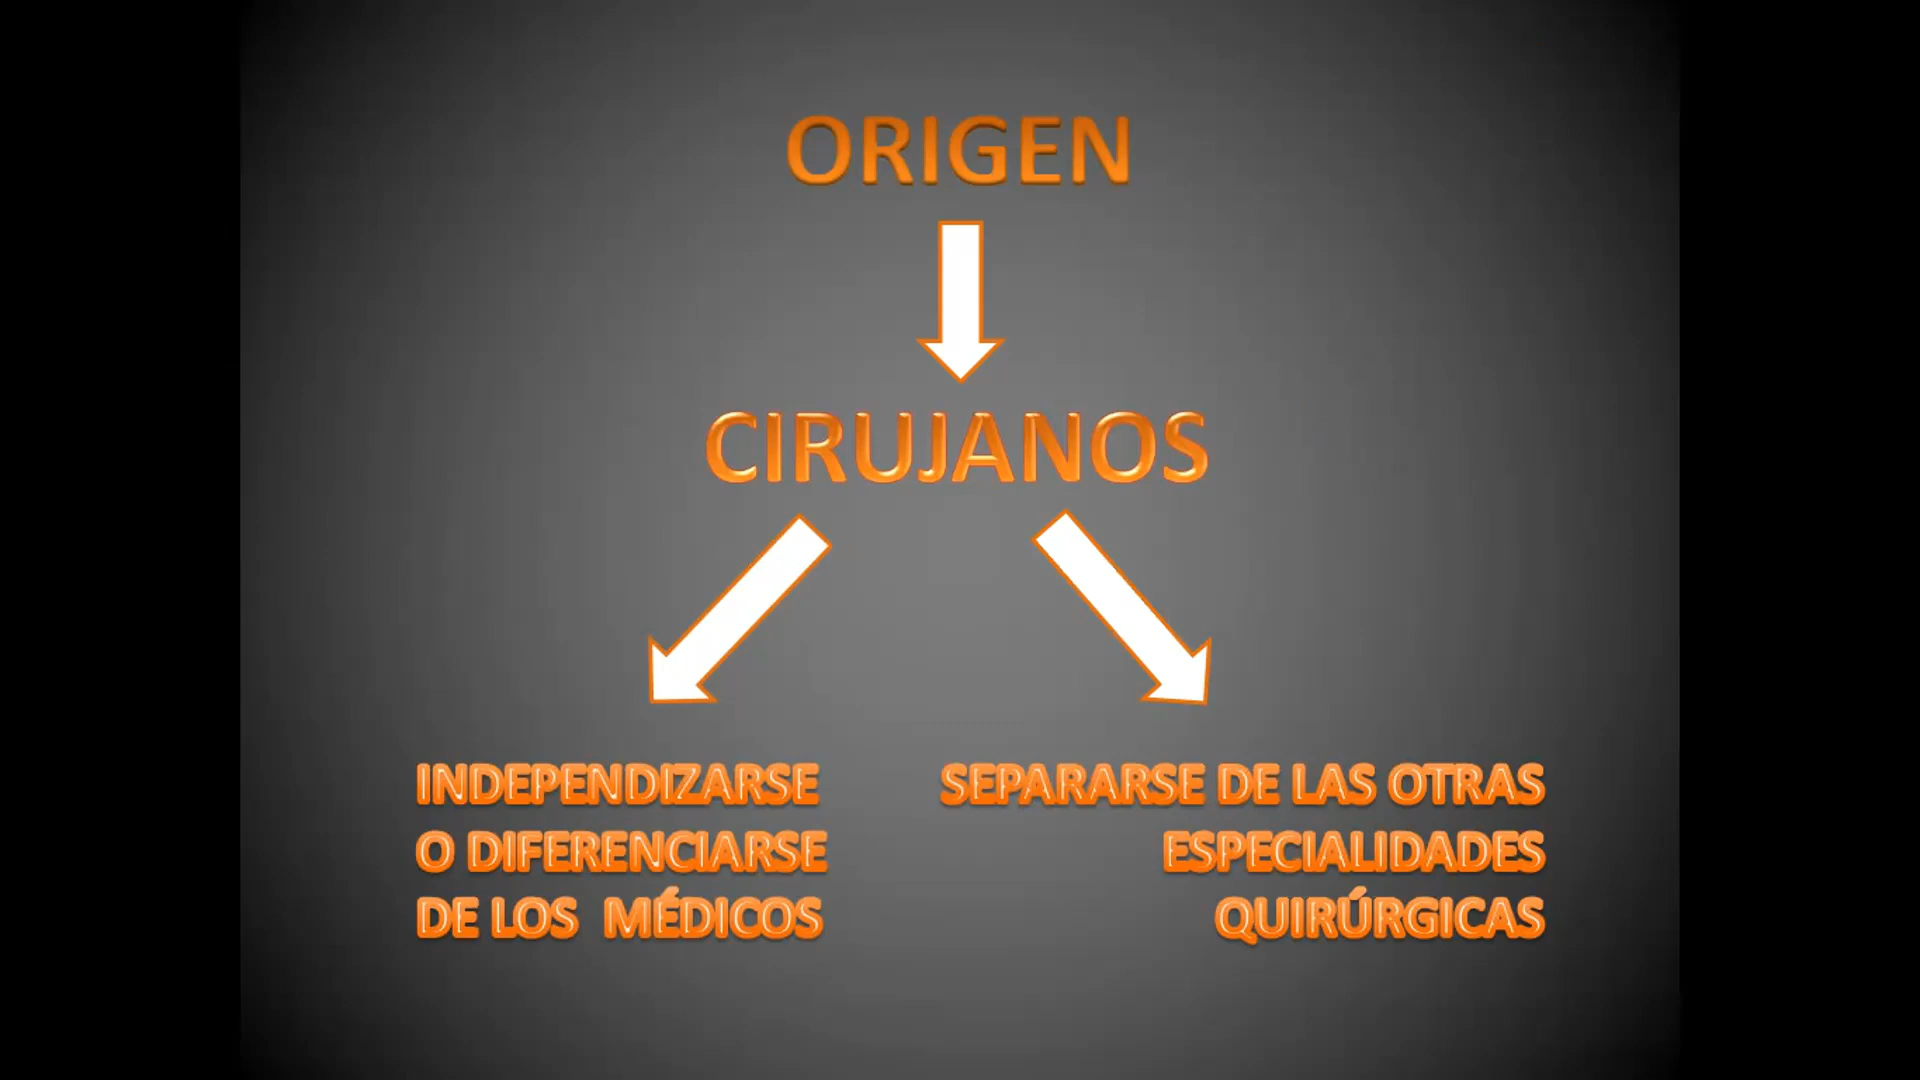 ORIGEN
CIRUJANOS
INDEPENDIZARSE
O DIFERENCIARSE
DE LOS MÉDICOS
SEPARARSE DE LAS OTRAS
ESPECIALIDADES
QUIRÚRGICAS